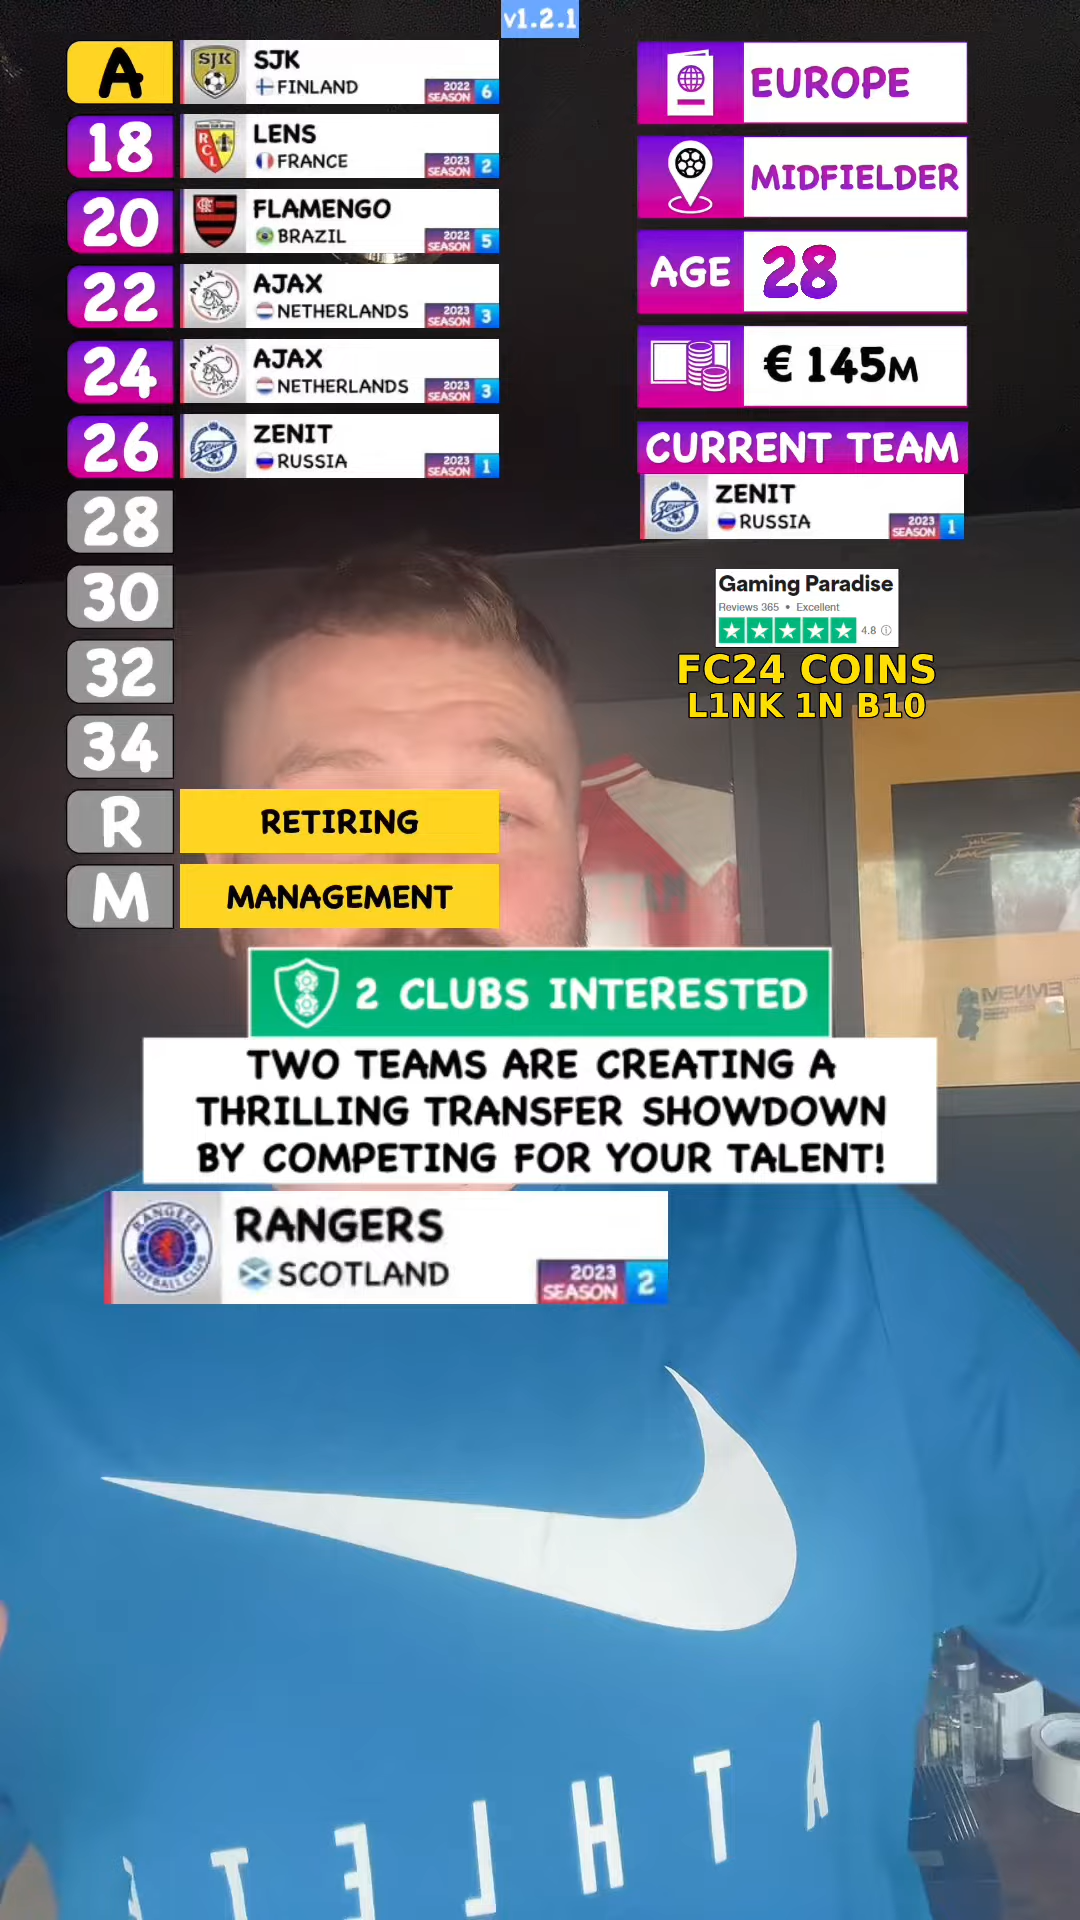 v1.2.1
A
SJK
FINLAND
2022
SEASON 6
18
LENS
FRANCE
2023
SEASON 2
20
FLAMENGO
BRAZIL
2022
SEASON 5
22
AJAX
NETHERLANDS
2023
SEASON 3
24
AJAX
NETHERLANDS
2023
SEASON 3
26
ZENIT
RUSSIA
2023
SEASON 1
28
30
32
34
R
RETIRING
M
MANAGEMENT
EUROPE
MIDFIELDER
AGE 28
€ 145M
CURRENT TEAM
ZENIT
RUSSIA
2023
SEASON 1
Gaming Paradise
Reviews 365 • Excellent
4.8
FC24 COINS
L1NK 1N B10
2 CLUBS INTERESTED
TWO TEAMS ARE CREATING A
THRILLING TRANSFER SHOWDOWN
BY COMPETING FOR YOUR TALENT!
RANGERS
SCOTLAND
2023
SEASON 2
EMINEM
ATHLETE